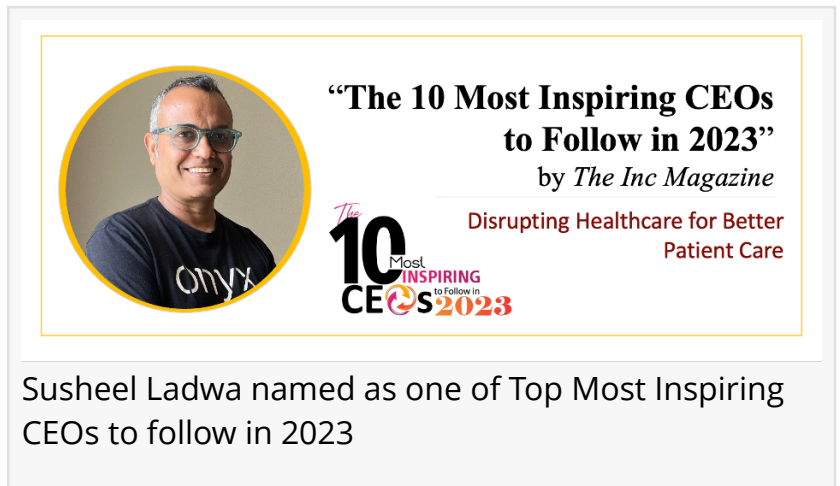 “The 10 Most Inspiring CEOs
to Follow in 2023”
by The Inc Magazine
Disrupting Healthcare for Better
Patient Care
onyx
The
10
Most
INSPIRING
to Follow in
CEOs 2023
Susheel Ladwa named as one of Top Most Inspiring
CEOs to follow in 2023